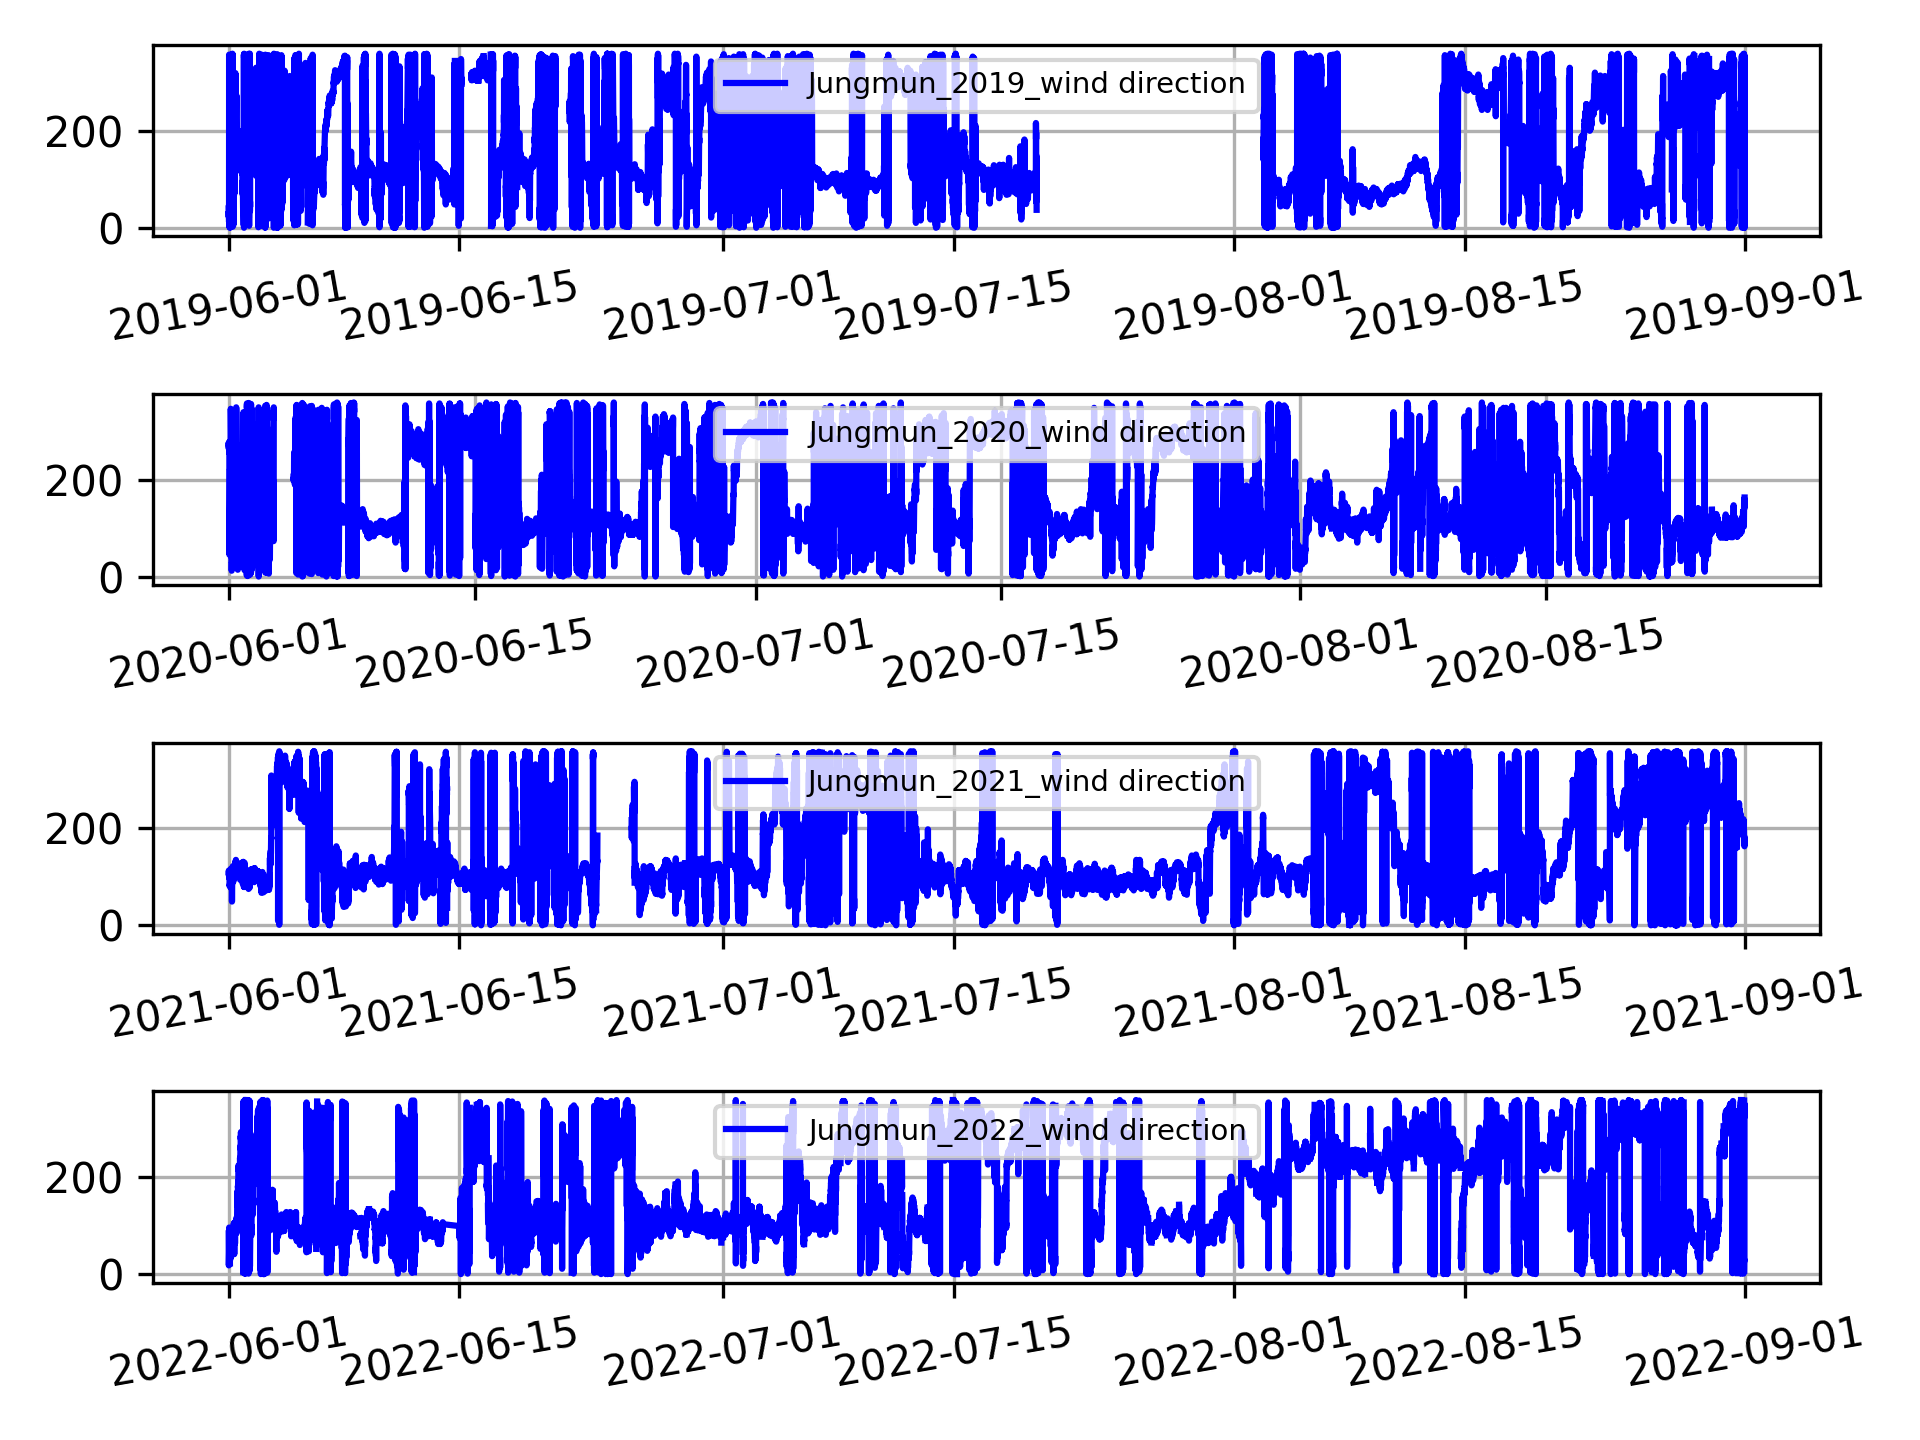 Jungmun_2019_wind direction
200
0
2019-06-01 2019-06-15 2019-07-01 2019-07-15 2019-08-01 2019-08-15 2019-09-01
Jungmun_2020_wind direction
200
0
2020-06-01 2020-06-15 2020-07-01 2020-07-15 2020-08-01 2020-08-15
Jungmun_2021_wind direction
200
0
2021-06-01 2021-06-15 2021-07-01 2021-07-15 2021-08-01 2021-08-15 2021-09-01
Jungmun_2022_wind direction
200
0
2022-06-01 2022-06-15 2022-07-01 2022-07-15 2022-08-01 2022-08-15 2022-09-01